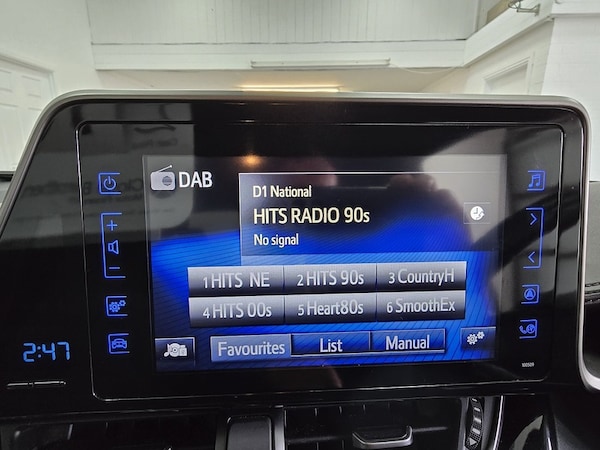 DAB
D1 National
HITS RADIO 90s
No signal
1 HITS NE 2 HITS 90s 3 CountryH
4 HITS 00s 5 Heart80s 6 SmoothEx
Favourites List Manual
2:47
100509